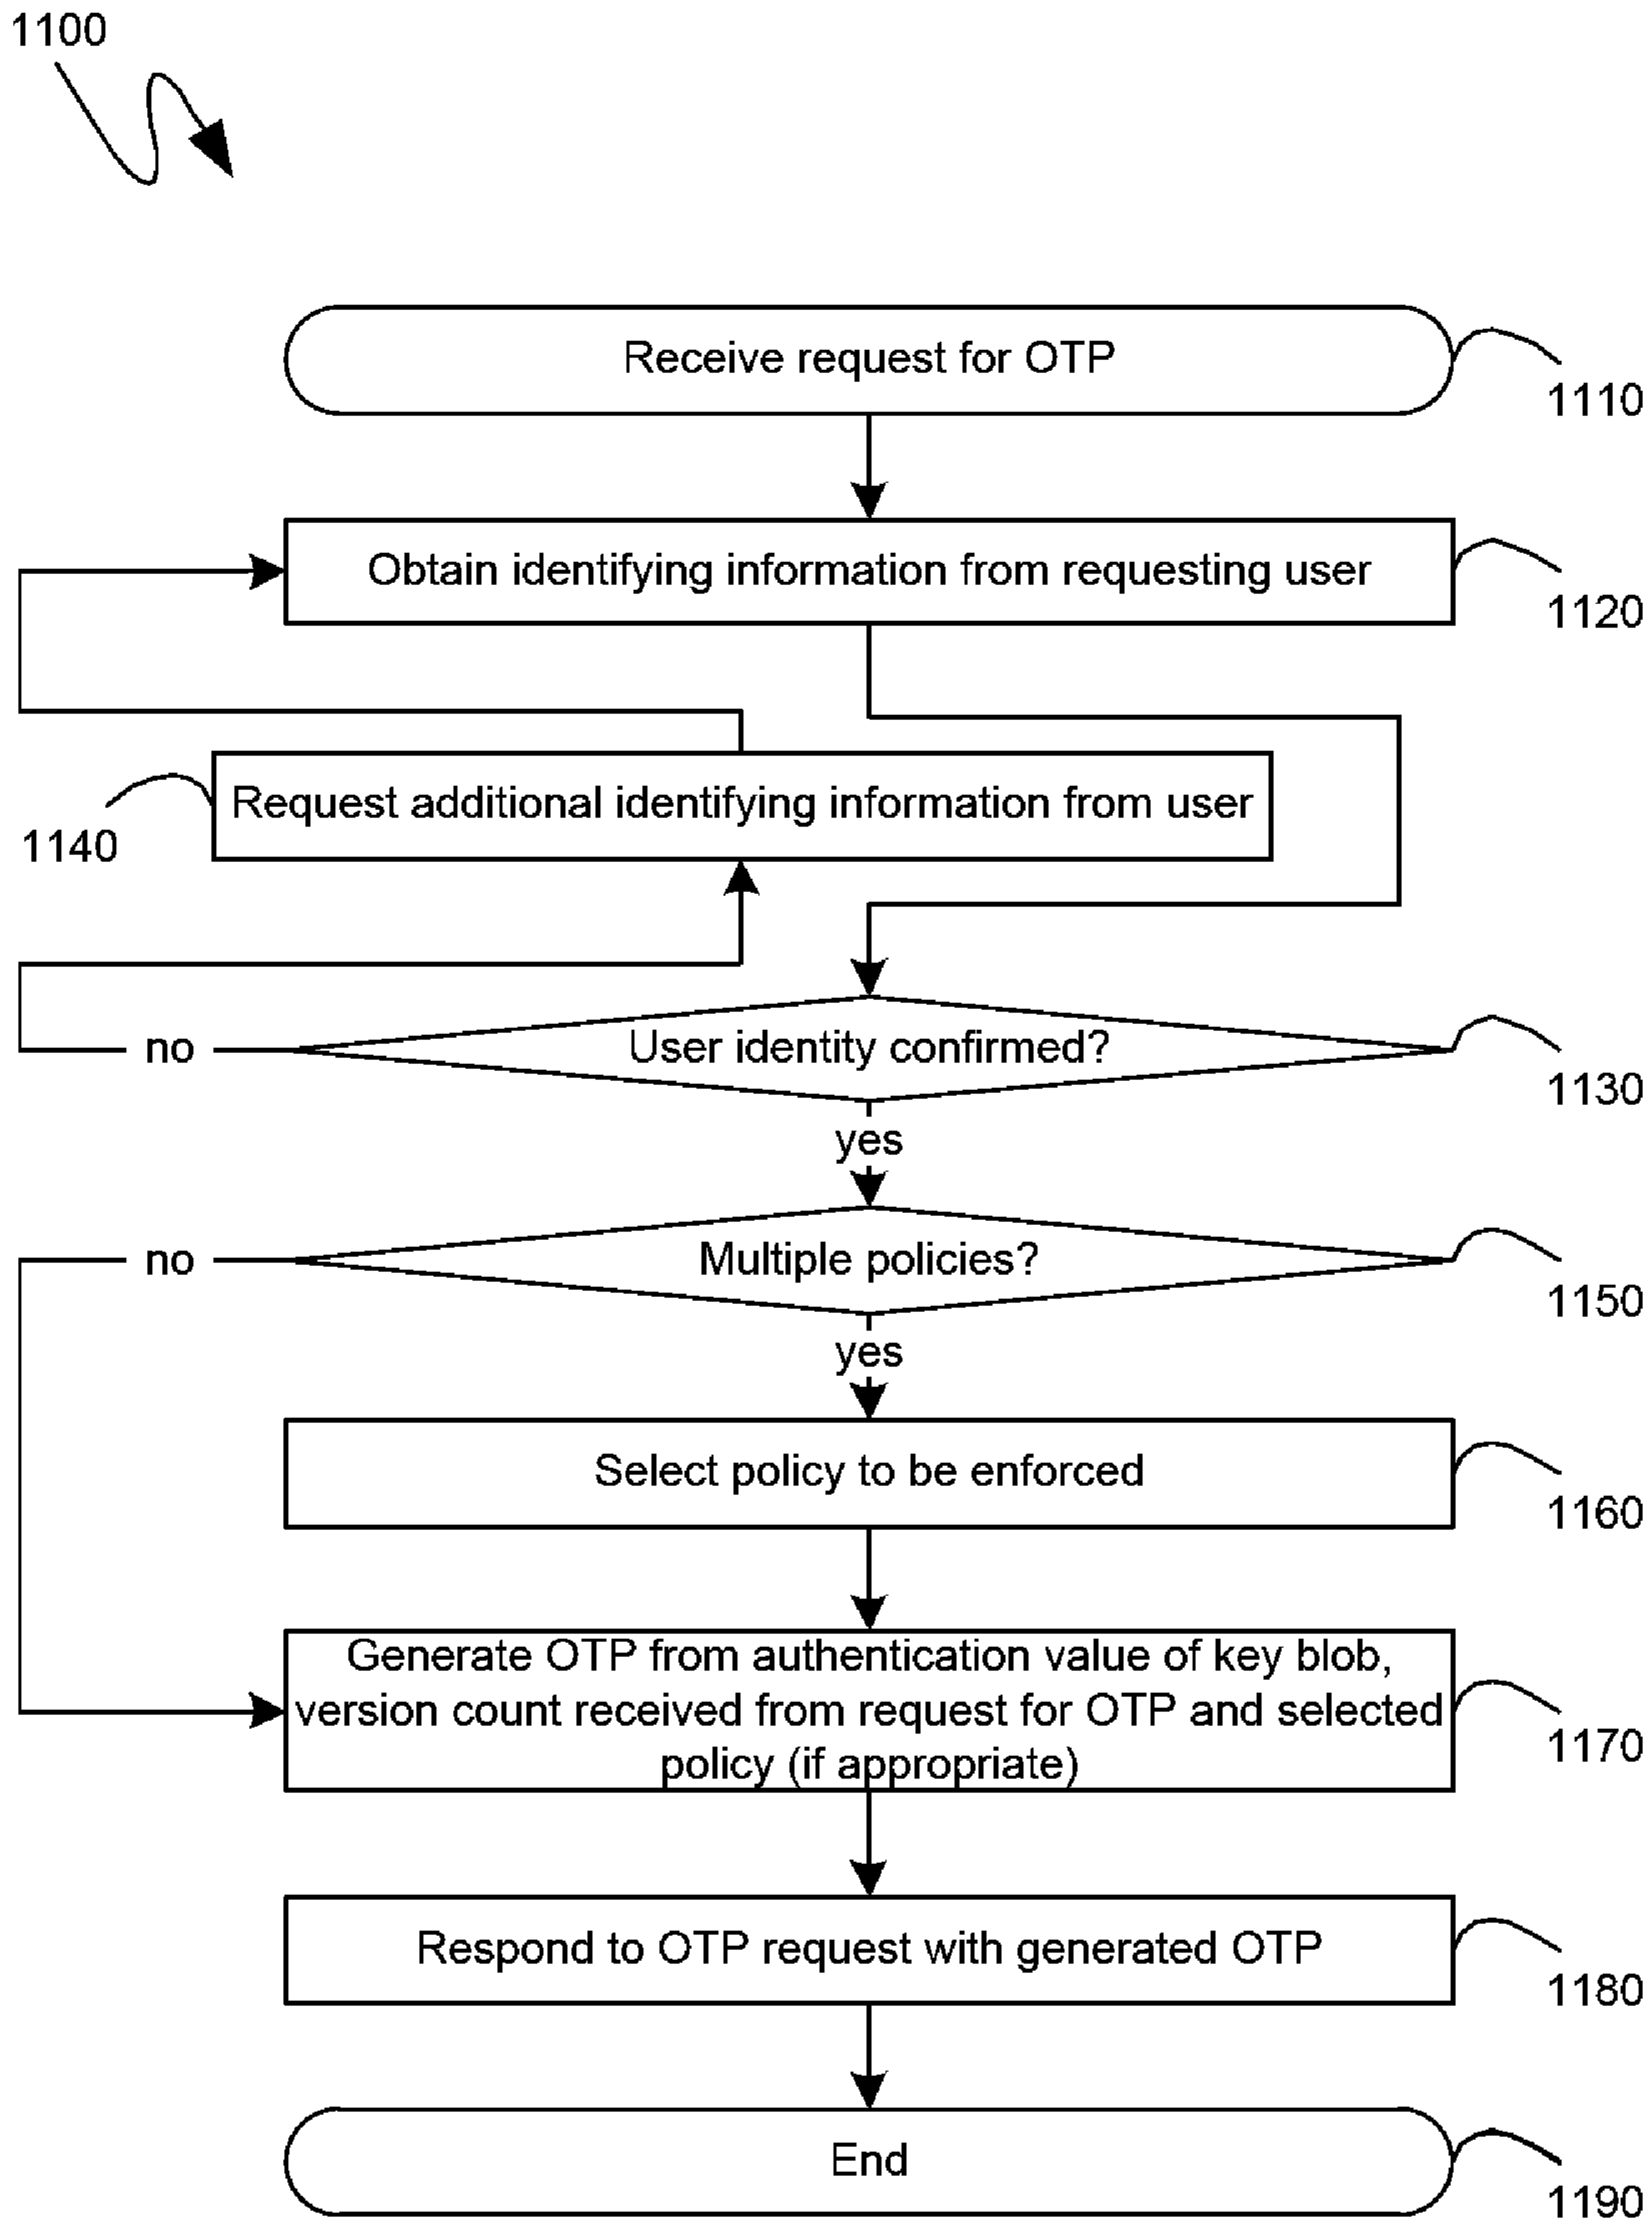 1100
Receive request for OTP
1110
Obtain identifying information from requesting user
1120
Request additional identifying information from user
1140
User identity confirmed?
no
1130
yes
Multiple policies?
no
1150
yes
Select policy to be enforced
1160
Generate OTP from authentication value of key blob,
version count received from request for OTP and selected
policy (if appropriate)
1170
Respond to OTP request with generated OTP
1180
End
1190